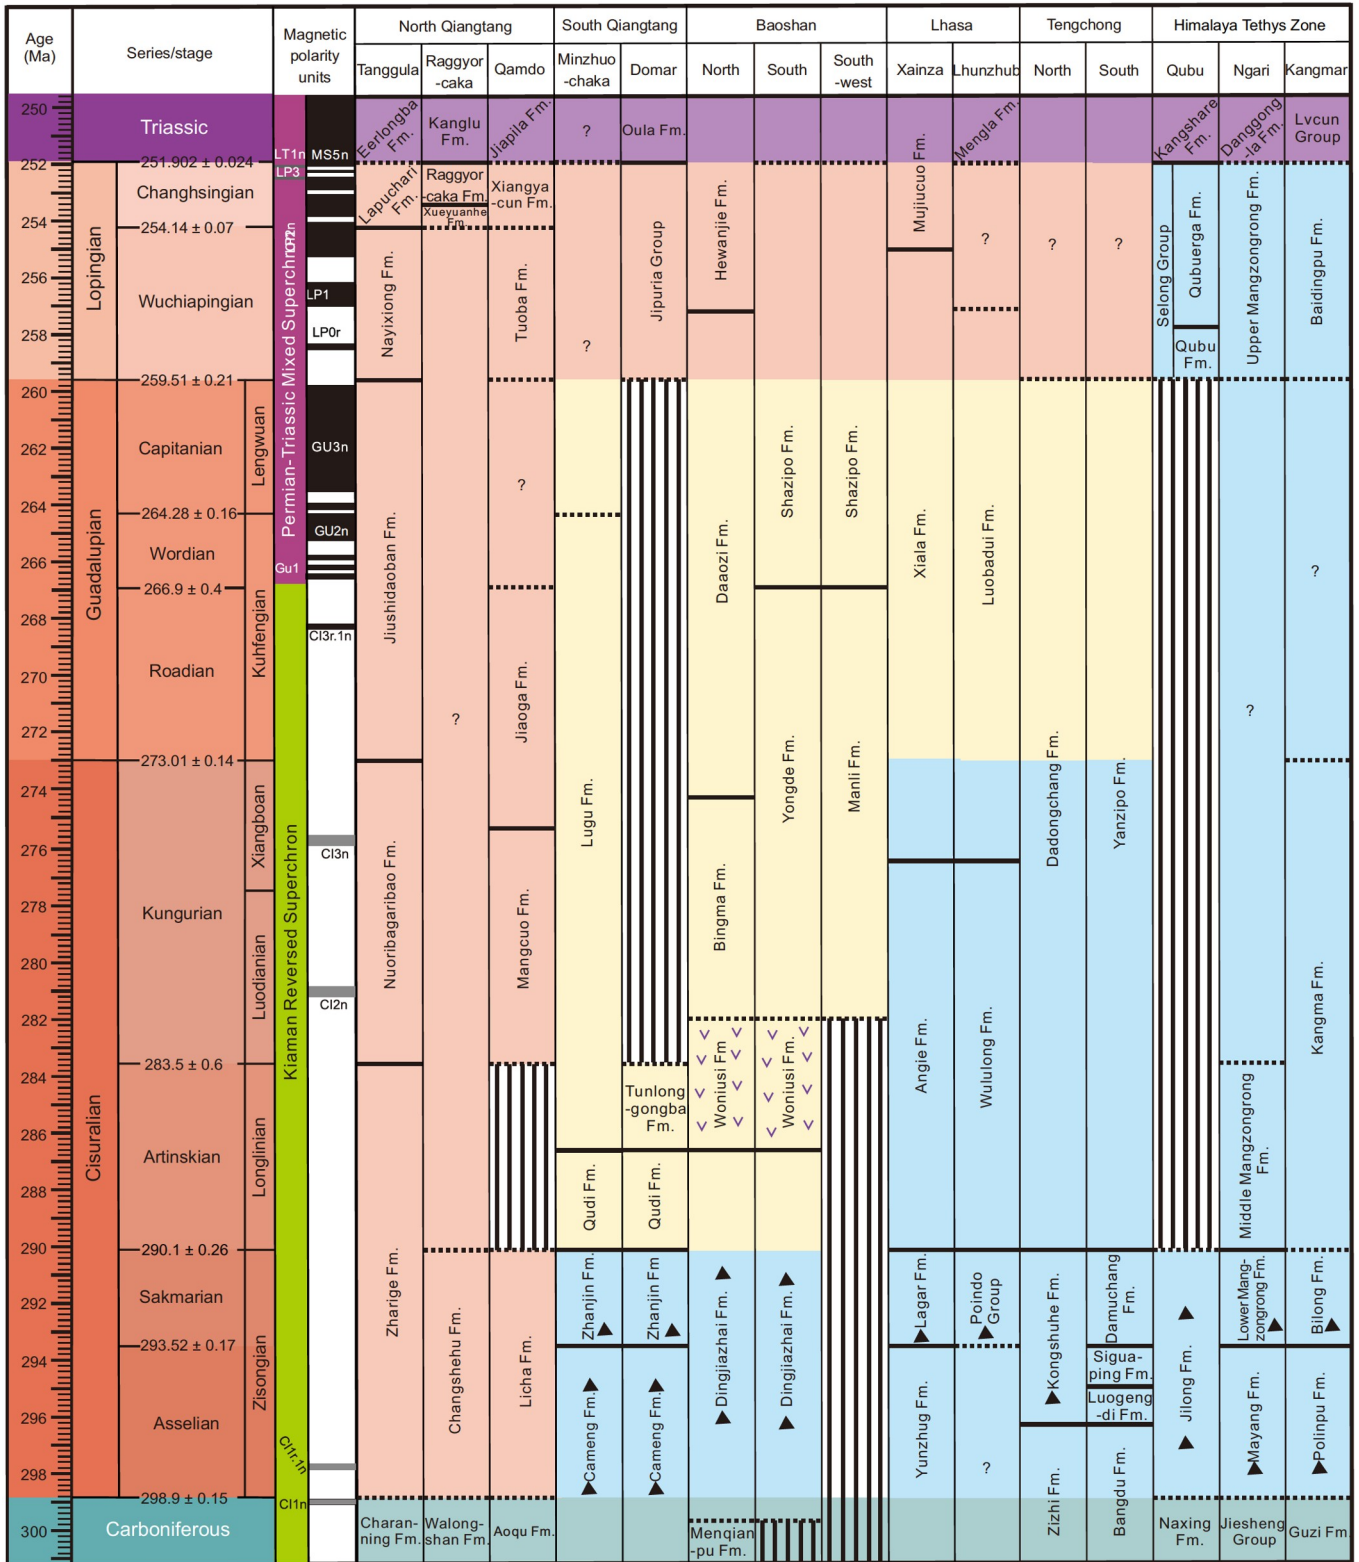 Age
(Ma)
Series/stage
Magnetic
polarity
units
North Qiangtang
South Qiangtang
Baoshan
Lhasa
Tengchong
Himalaya Tethys Zone
Tanggula
Raggyor
-caka
Qamdo
Minzhuo
-chaka
Domar
North
South
South
-west
Xainza
Lhunzhub
North
South
Qubu
Ngari
Kangmar
250
252
254
256
258
260
262
264
266
268
270
272
274
276
278
280
282
284
286
288
290
292
294
296
298
300
Triassic
251.902 ± 0.024
Lopingian
Changhsingian
254.14 ± 0.07
Wuchiapingian
259.51 ± 0.21
Guadalupian
Capitanian
264.28 ± 0.16
Wordian
266.9 ± 0.4
Roadian
273.01 ± 0.14
Cisuralian
Kungurian
283.5 ± 0.6
Artinskian
290.1 ± 0.26
Sakmarian
293.52 ± 0.17
Asselian
298.9 ± 0.15
Carboniferous
Lengwuan
Kuhfengian
Xiangboan
Luodianian
Longlinian
Zisongian
Permian-Triassic Mixed Superchron
Kiaman Reversed Superchron
LT1n
MS5n
LP3
LP2n
LP1
LP0r
GU3n
GU2n
Gu1
CI3r.1n
CI3n
CI2n
CI1r.1n
CI1n
Eerlongba
Fm.
Lapuchari
Fm.
Nayixiong Fm.
Jiushidaoban Fm.
Nuoribagaribao Fm.
Zharige Fm.
Charan-
ning Fm.
Kanglu
Fm.
Raggyor
-caka Fm.
Xueyuanhe
Fm
?
Changshehu Fm.
Walong-
shan Fm.
Jiapila Fm.
Xiangya
-cun Fm.
Tuoba Fm.
?
Jiaoga Fm.
Mangcuo Fm.
Licha Fm.
Aoqu Fm.
?
?
Lugu Fm.
Qudi Fm.
Zhanjin Fm.
Cameng Fm.
Oula Fm.
Jipuria Group
Tunlong
-gongba
Fm.
Qudi Fm.
Zhanjin Fm
Cameng Fm.
Hewanjie Fm.
Daaozi Fm.
Bingma Fm.
Woniusi Fm
Dingjiazhai Fm.
Menqian
-pu Fm.
Shazipo Fm.
Yongde Fm.
Woniusi Fm.
Dingjiazhai Fm.
Shazipo Fm.
Manli Fm.
Mujiucuo Fm.
Xiala Fm.
Angie Fm.
Lagar Fm.
Yunzhug Fm.
Mengla Fm.
?
Luobadui Fm.
Wululong Fm.
Poindo
Group
?
?
Dadongchang Fm.
Kongshuhe Fm.
Zizhi Fm.
?
Yanzipo Fm.
Damuchang
Fm.
Sigua-
ping Fm.
Luogeng
-di Fm.
Bangdu Fm.
Kangshare
Fm.
Selong Group
Qubuerga Fm.
Qubu
Fm.
Jilong Fm.
Naxing
Fm.
Danggong
-la Fm.
Upper Mangzongrong Fm.
?
Middle Mangzongrong
Fm.
Lower Mang-
zongrong Fm.
Mayang Fm.
Jiesheng
Group
Lvcun
Group
Baidingpu Fm.
?
Kangma Fm.
Bilong Fm.
Polinpu Fm.
Guzi Fm.